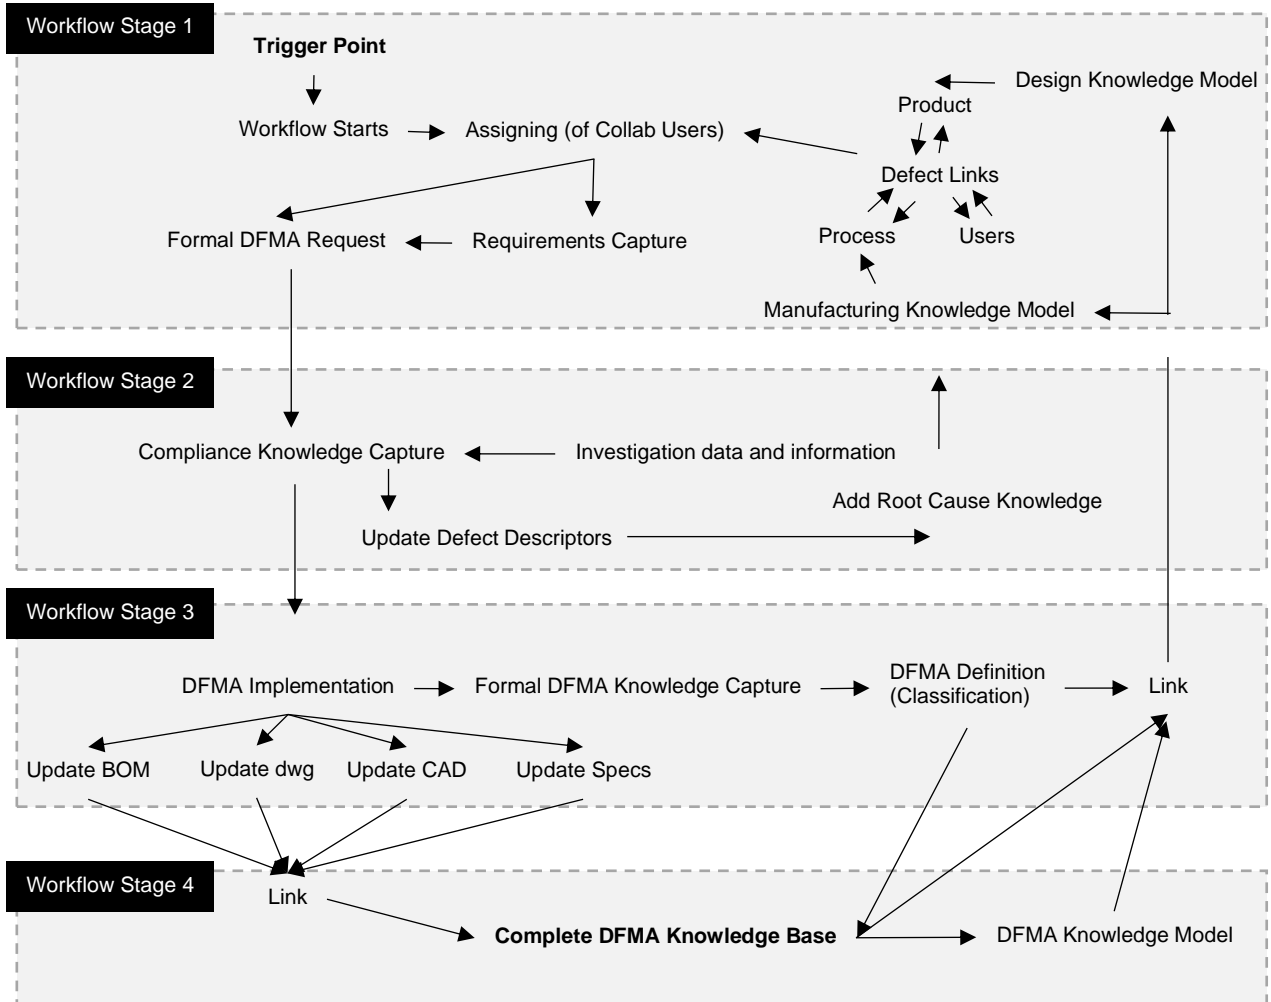 Workflow Stage 1
Trigger Point
Design Knowledge Model
Product
Workflow Starts
Assigning (of Collab Users)
Defect Links
Formal DFMA Request
Requirements Capture
Process
Users
Manufacturing Knowledge Model
Workflow Stage 2
Compliance Knowledge Capture
Investigation data and information
Add Root Cause Knowledge
Update Defect Descriptors
Workflow Stage 3
DFMA Implementation
Formal DFMA Knowledge Capture
DFMA Definition
(Classification)
Link
Update BOM
Update dwg
Update CAD
Update Specs
Workflow Stage 4
Link
Complete DFMA Knowledge Base
DFMA Knowledge Model